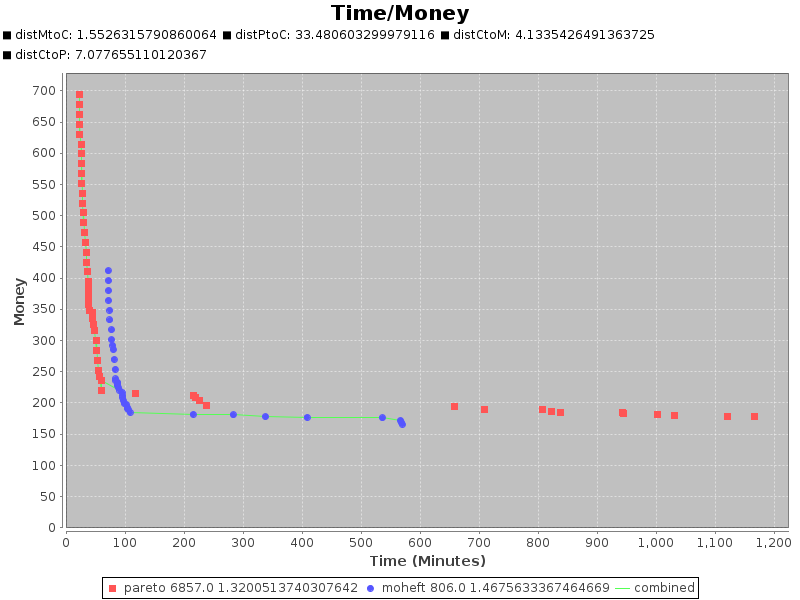 Time/Money
distMtoC: 1.5526315790860064 distPtoC: 33.480603299979116 distCtoM: 4.1335426491363725
distCtoP: 7.077655110120367
700
650
600
550
500
450
400
350
300
250
200
150
100
50
0
Money
0 100 200 300 400 500 600 700 800 900 1,000 1,100 1,200
Time (Minutes)
pareto 6857.0 1.3200513740307642 moheft 806.0 1.4675633367464669 combined